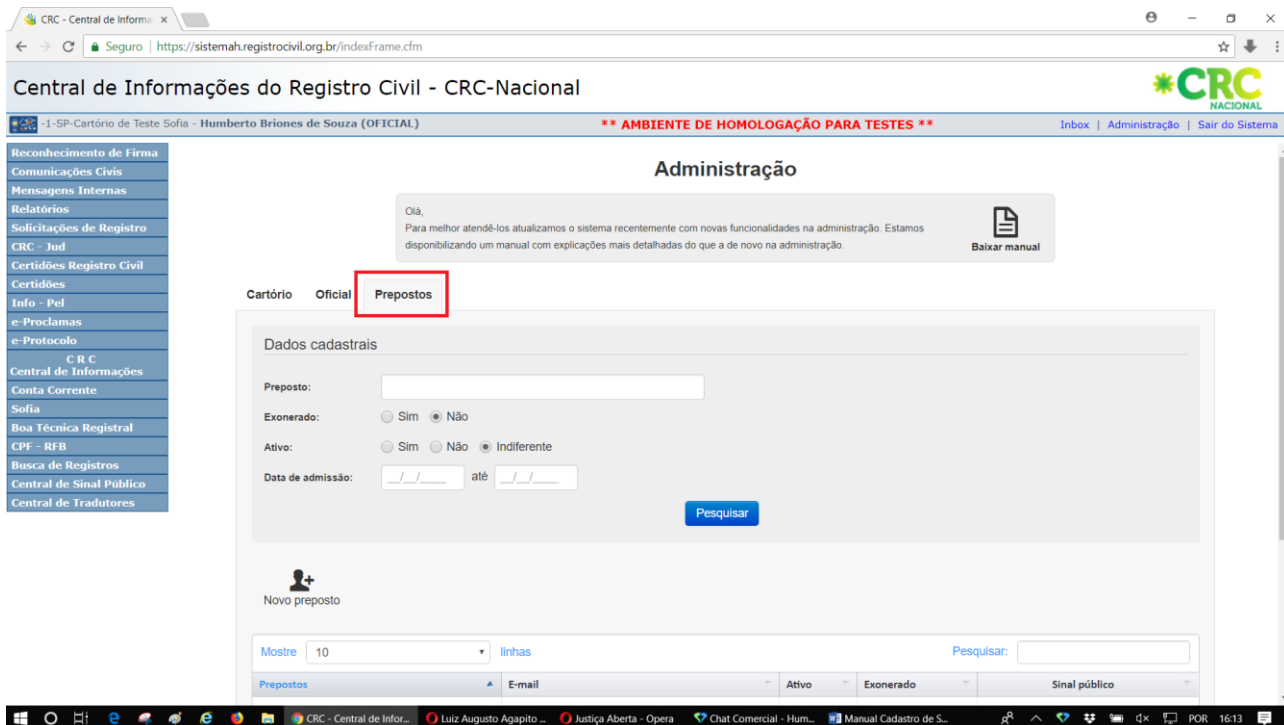 CRC - Central de Informa
Seguro | https://sistemah.registrocivil.org.br/indexFrame.cfm
Central de Informações do Registro Civil - CRC-Nacional
CRC
NACIONAL
-1-SP-Cartório de Teste Sofia - Humberto Briones de Souza (OFICIAL)
** AMBIENTE DE HOMOLOGAÇÃO PARA TESTES **
Inbox | Administração | Sair do Sistema
Reconhecimento de Firma
Comunicações Civis
Mensagens Internas
Relatórios
Solicitações de Registro
CRC - Jud
Certidões Registro Civil
Certidões
Info - Pel
e-Proclamas
e-Protocolo
C R C
Central de Informações
Conta Corrente
Sofia
Boa Técnica Registral
CPF - RFB
Busca de Registros
Central de Sinal Público
Central de Tradutores
Administração
Olá,
Para melhor atendê-los atualizamos o sistema recentemente com novas funcionalidades na administração. Estamos
disponibilizando um manual com explicações mais detalhadas do que a de novo na administração.
Baixar manual
Cartório Oficial Prepostos
Dados cadastrais
Preposto:
Exonerado: Sim Não
Ativo: Sim Não Indiferente
Data de admissão: __/__/____ até __/__/____
Pesquisar
Novo preposto
Mostre 10 linhas
Pesquisar:
Prepostos E-mail Ativo Exonerado Sinal público
CRC - Central de Infor... Luiz Augusto Agapito ... Justiça Aberta - Opera Chat Comercial - Hum... Manual Cadastro de S... POR 16:13